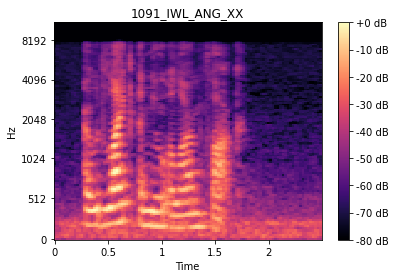 1091_IWL_ANG_XX
8192
4096
2048
1024
512
0
Hz
0
0.5
1
1.5
2
Time
+0 dB
-10 dB
-20 dB
-30 dB
-40 dB
-50 dB
-60 dB
-70 dB
-80 dB